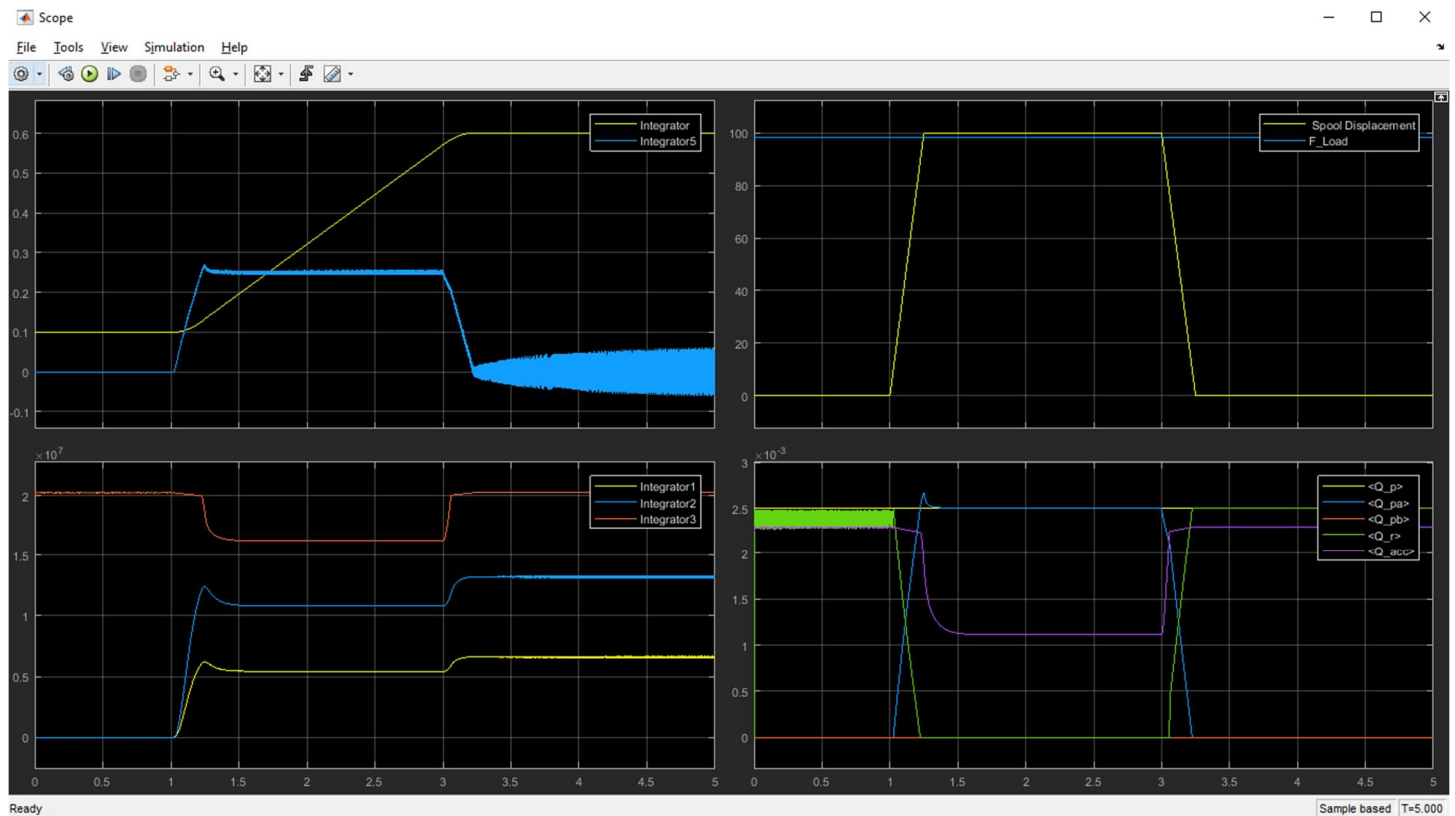 Scope
File Tools View Simulation Help
Integrator
Integrator5
0.6
0.5
0.4
0.3
0.2
0.1
0
-0.1
Spool Displacement
F_Load
100
80
60
40
20
0
×10^7
Integrator1
Integrator2
Integrator3
2
1.5
1
0.5
0
0 0.5 1 1.5 2 2.5 3 3.5 4 4.5 5
×10^-3
<Q_p>
<Q_pa>
<Q_pb>
<Q_r>
<Q_acc>
3
2.5
2
1.5
1
0.5
0
0 0.5 1 1.5 2 2.5 3 3.5 4 4.5 5
Ready
Sample based T=5.000